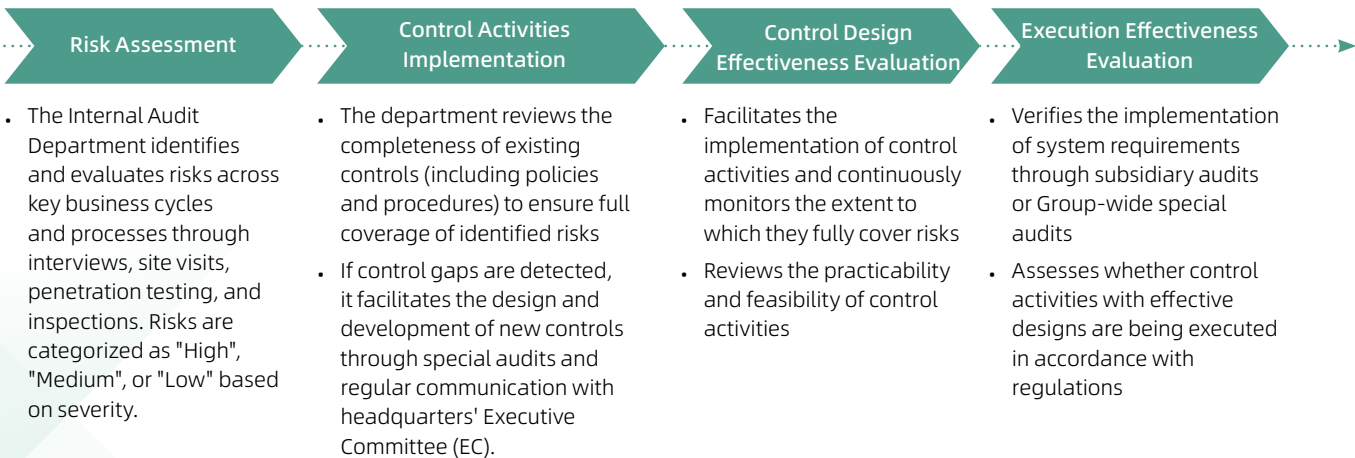 Risk Assessment
• The Internal Audit
Department identifies
and evaluates risks across
key business cycles
and processes through
interviews, site visits,
penetration testing, and
inspections. Risks are
categorized as "High",
"Medium", or "Low" based
on severity.
Control Activities
Implementation
• The department reviews the
completeness of existing
controls (including policies
and procedures) to ensure full
coverage of identified risks
• If control gaps are detected,
it facilitates the design and
development of new controls
through special audits and
regular communication with
headquarters' Executive
Committee (EC).
Control Design
Effectiveness Evaluation
• Facilitates the
implementation of control
activities and continuously
monitors the extent to
which they fully cover risks
• Reviews the practicability
and feasibility of control
activities
Execution Effectiveness
Evaluation
• Verifies the implementation
of system requirements
through subsidiary audits
or Group-wide special
audits
• Assesses whether control
activities with effective
designs are being executed
in accordance with
regulations